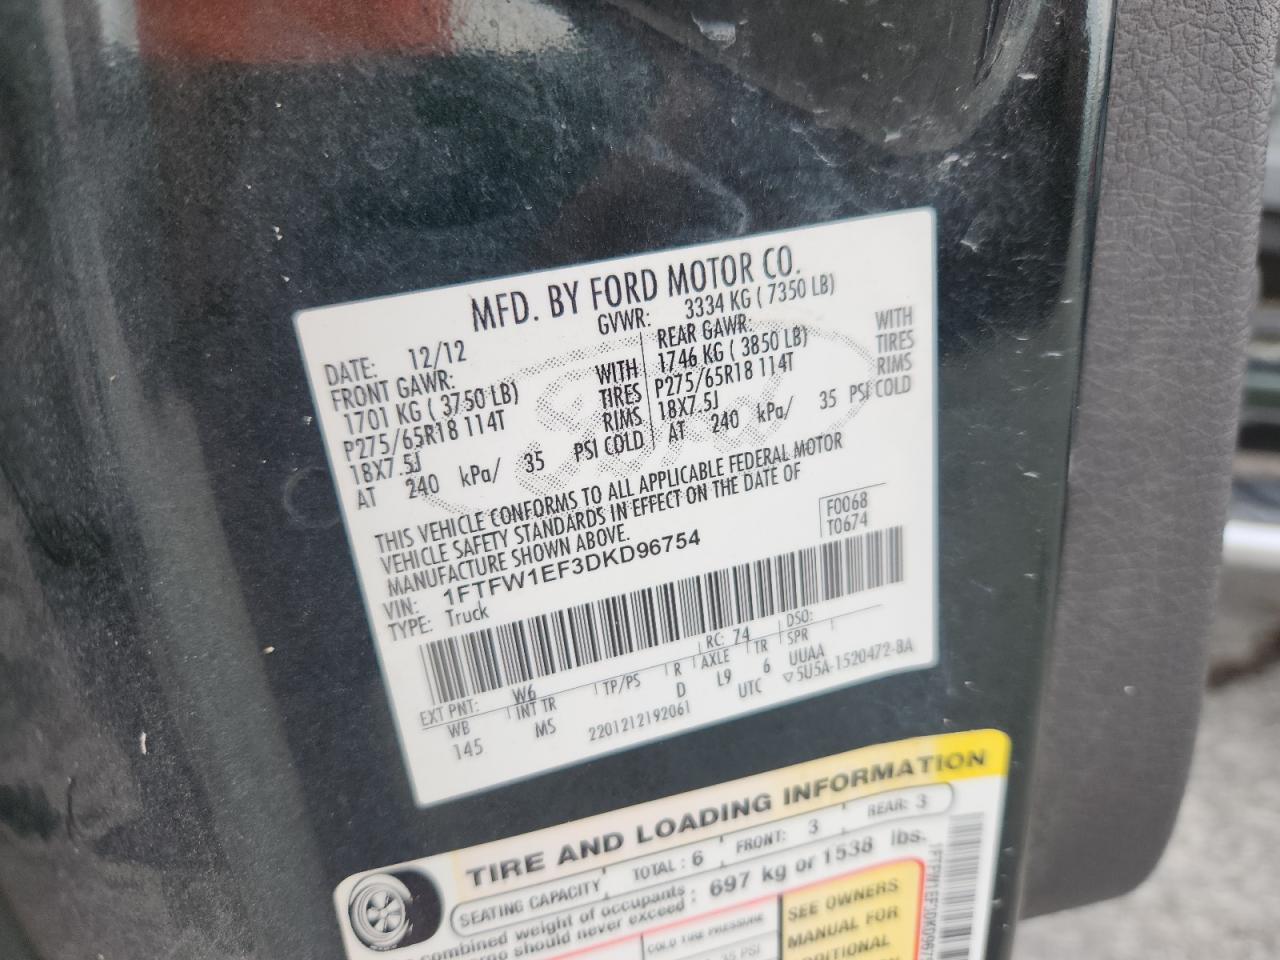 MFD. BY FORD MOTOR CO.
DATE: 12/12 GVWR: 3334 KG ( 7350 LB)
FRONT GAWR: REAR GAWR:
1701 KG ( 3750 LB) WITH 1746 KG ( 3850 LB) WITH
P275/65R18 114T TIRES P275/65R18 114T TIRES
18X7.5J RIMS 18X7.5J RIMS
AT 240 kPa/ 35 PSI COLD AT 240 kPa/ 35 PSI COLD
THIS VEHICLE CONFORMS TO ALL APPLICABLE FEDERAL MOTOR
VEHICLE SAFETY STANDARDS IN EFFECT ON THE DATE OF
MANUFACTURE SHOWN ABOVE.
F0068
T0674
VIN: 1FTFW1EF3DKD96754
TYPE: Truck
EXT PNT: W6 RC: 74 DSO:
WB INT TR TP/PS R AXLE TR SPR
145 MS D L9 6 UUAA
2201212192061 UTC ▽5U5A-1520472-BA
TIRE AND LOADING INFORMATION
SEATING CAPACITY TOTAL: 6 FRONT: 3 REAR: 3
combined weight of occupants
should never exceed: 697 kg or 1538 lbs.
COLD TIRE PRESSURE
35 PSI
SEE OWNERS
MANUAL FOR